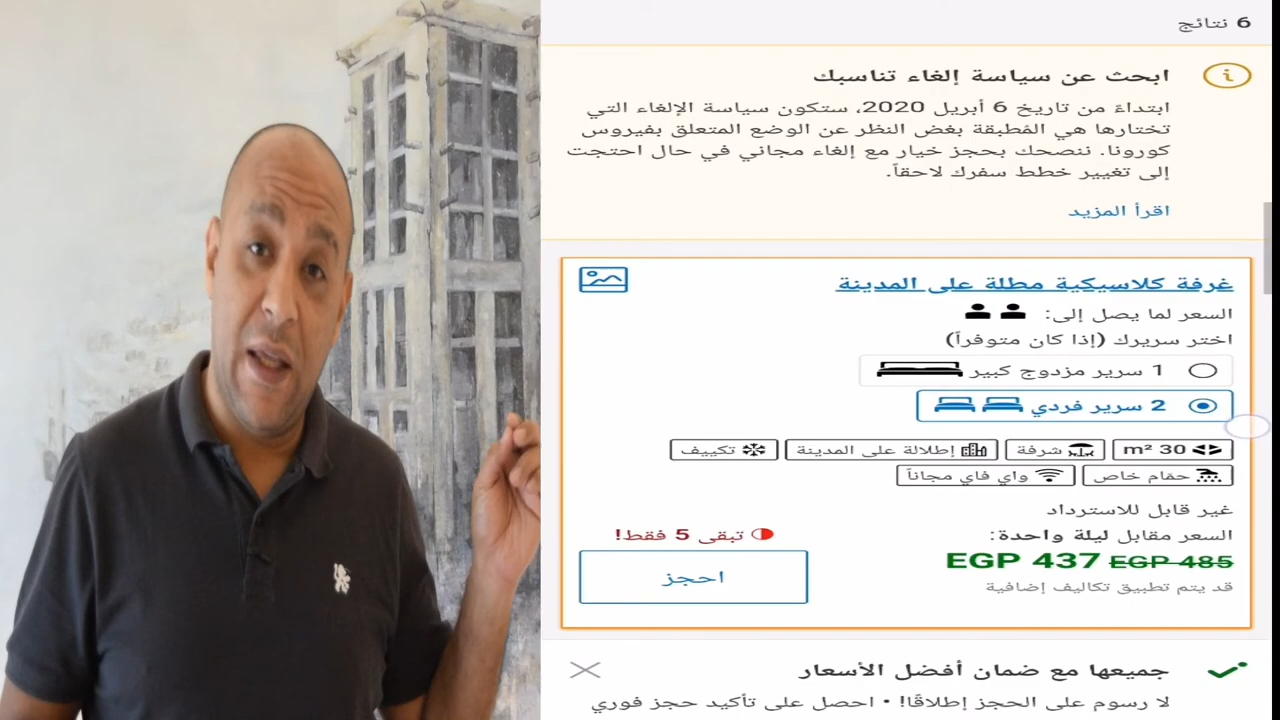 6 نتائج
ابحث عن سياسة إلغاء تناسبك
ابتداءً من تاريخ 6 أبريل 2020، ستكون سياسة الإلغاء التي
تختارها هي المُطبقة بغض النظر عن الوضع المتعلق بفيروس
كورونا. ننصحك بحجز خيار مع إلغاء مجاني في حال احتجت
إلى تغيير خطط سفرك لاحقاً.
اقرأ المزيد
غرفة كلاسيكية مطلة على المدينة
السعر لما يصل إلى:
اختر سريرك (إذا كان متوفراً)
1 سرير مزدوج كبير
2 سرير فردي
30 m² شرفة إطلالة على المدينة تكييف
حمّام خاص واي فاي مجاناً
غير قابل للاسترداد
السعر مقابل ليلة واحدة:
تبقى 5 فقط!
EGP 485 EGP 437
احجز
قد يتم تطبيق تكاليف إضافية
جميعها مع ضمان أفضل الأسعار
لا رسوم على الحجز إطلاقًا! • احصل على تأكيد حجز فوري